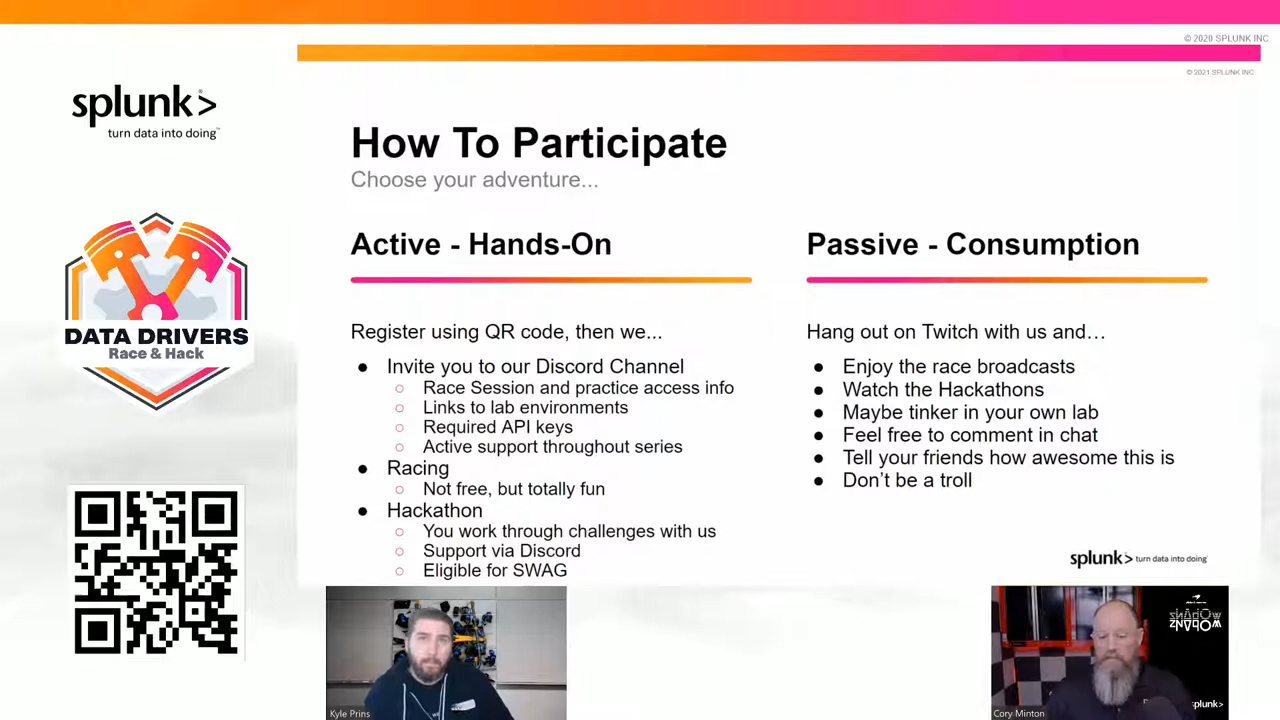 © 2020 SPLUNK INC
© 2021 SPLUNK INC
splunk>
turn data into doing™
DATA DRIVERS
Race & Hack
How To Participate
Choose your adventure...
Active - Hands-On
Register using QR code, then we...
● Invite you to our Discord Channel
○ Race Session and practice access info
○ Links to lab environments
○ Required API keys
○ Active support throughout series
● Racing
○ Not free, but totally fun
● Hackathon
○ You work through challenges with us
○ Support via Discord
○ Eligible for SWAG
Passive - Consumption
Hang out on Twitch with us and…
● Enjoy the race broadcasts
● Watch the Hackathons
● Maybe tinker in your own lab
● Feel free to comment in chat
● Tell your friends how awesome this is
● Don't be a troll
splunk> turn data into doing™
Kyle Prins
Cory Minton
splunk>